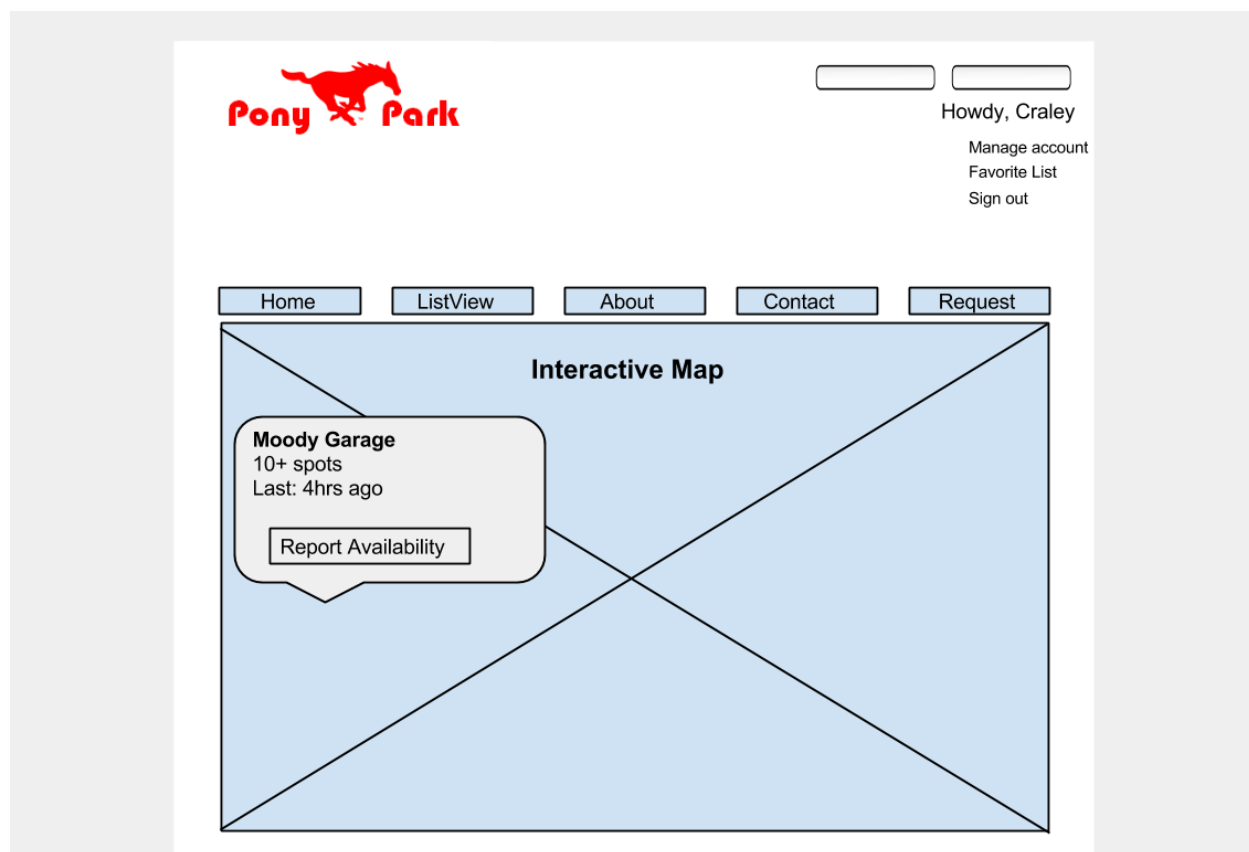 Pony Park
Howdy, Craley
Manage account
Favorite List
Sign out
Home ListView About Contact Request
Interactive Map
Moody Garage
10+ spots
Last: 4hrs ago
Report Availability